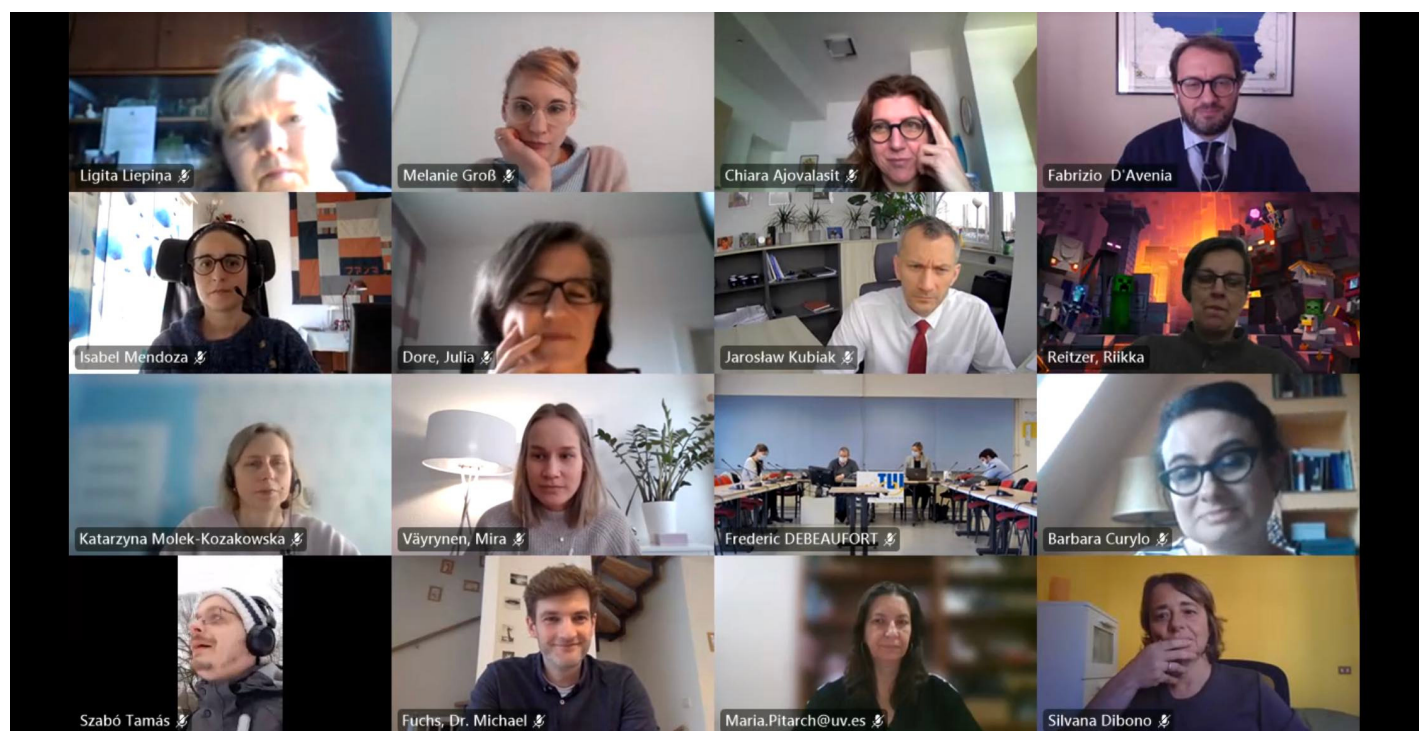 Ligita Liepiņa
Melanie Groß
Chiara Ajovalasit
Fabrizio D'Avenia
Isabel Mendoza
Dore, Julia
Jarosław Kubiak
Reitzer, Riikka
Katarzyna Molek-Kozakowska
Väyrynen, Mira
Frederic DEBEAUFORT
Barbara Curylo
Szabó Tamás
Fuchs, Dr. Michael
Maria.Pitarch@uv.es
Silvana Dibono